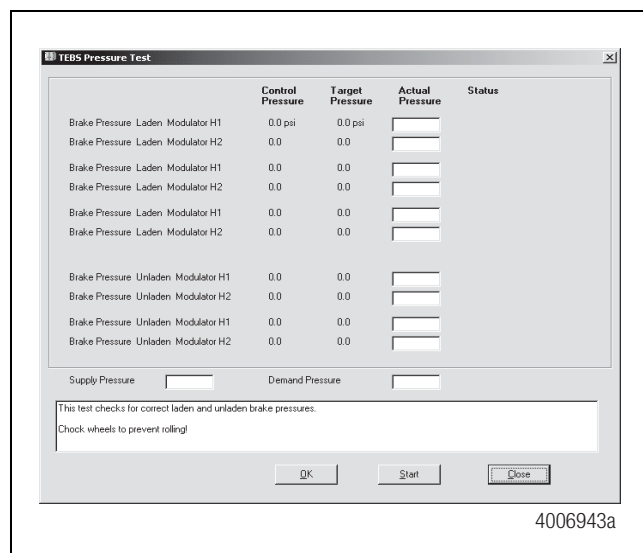 TEBS Pressure Test
Control Pressure Target Pressure Actual Pressure Status
Brake Pressure Laden Modulator H1 0.0 psi 0.0 psi
Brake Pressure Laden Modulator H2 0.0 0.0
Brake Pressure Laden Modulator H1 0.0 0.0
Brake Pressure Laden Modulator H2 0.0 0.0
Brake Pressure Laden Modulator H1 0.0 0.0
Brake Pressure Laden Modulator H2 0.0 0.0
Brake Pressure Unladen Modulator H1 0.0 0.0
Brake Pressure Unladen Modulator H2 0.0 0.0
Brake Pressure Unladen Modulator H1 0.0 0.0
Brake Pressure Unladen Modulator H2 0.0 0.0
Supply Pressure Demand Pressure
This test checks for correct laden and unladen brake pressures.
Chock wheels to prevent rolling!
OK Start Close
4006943a